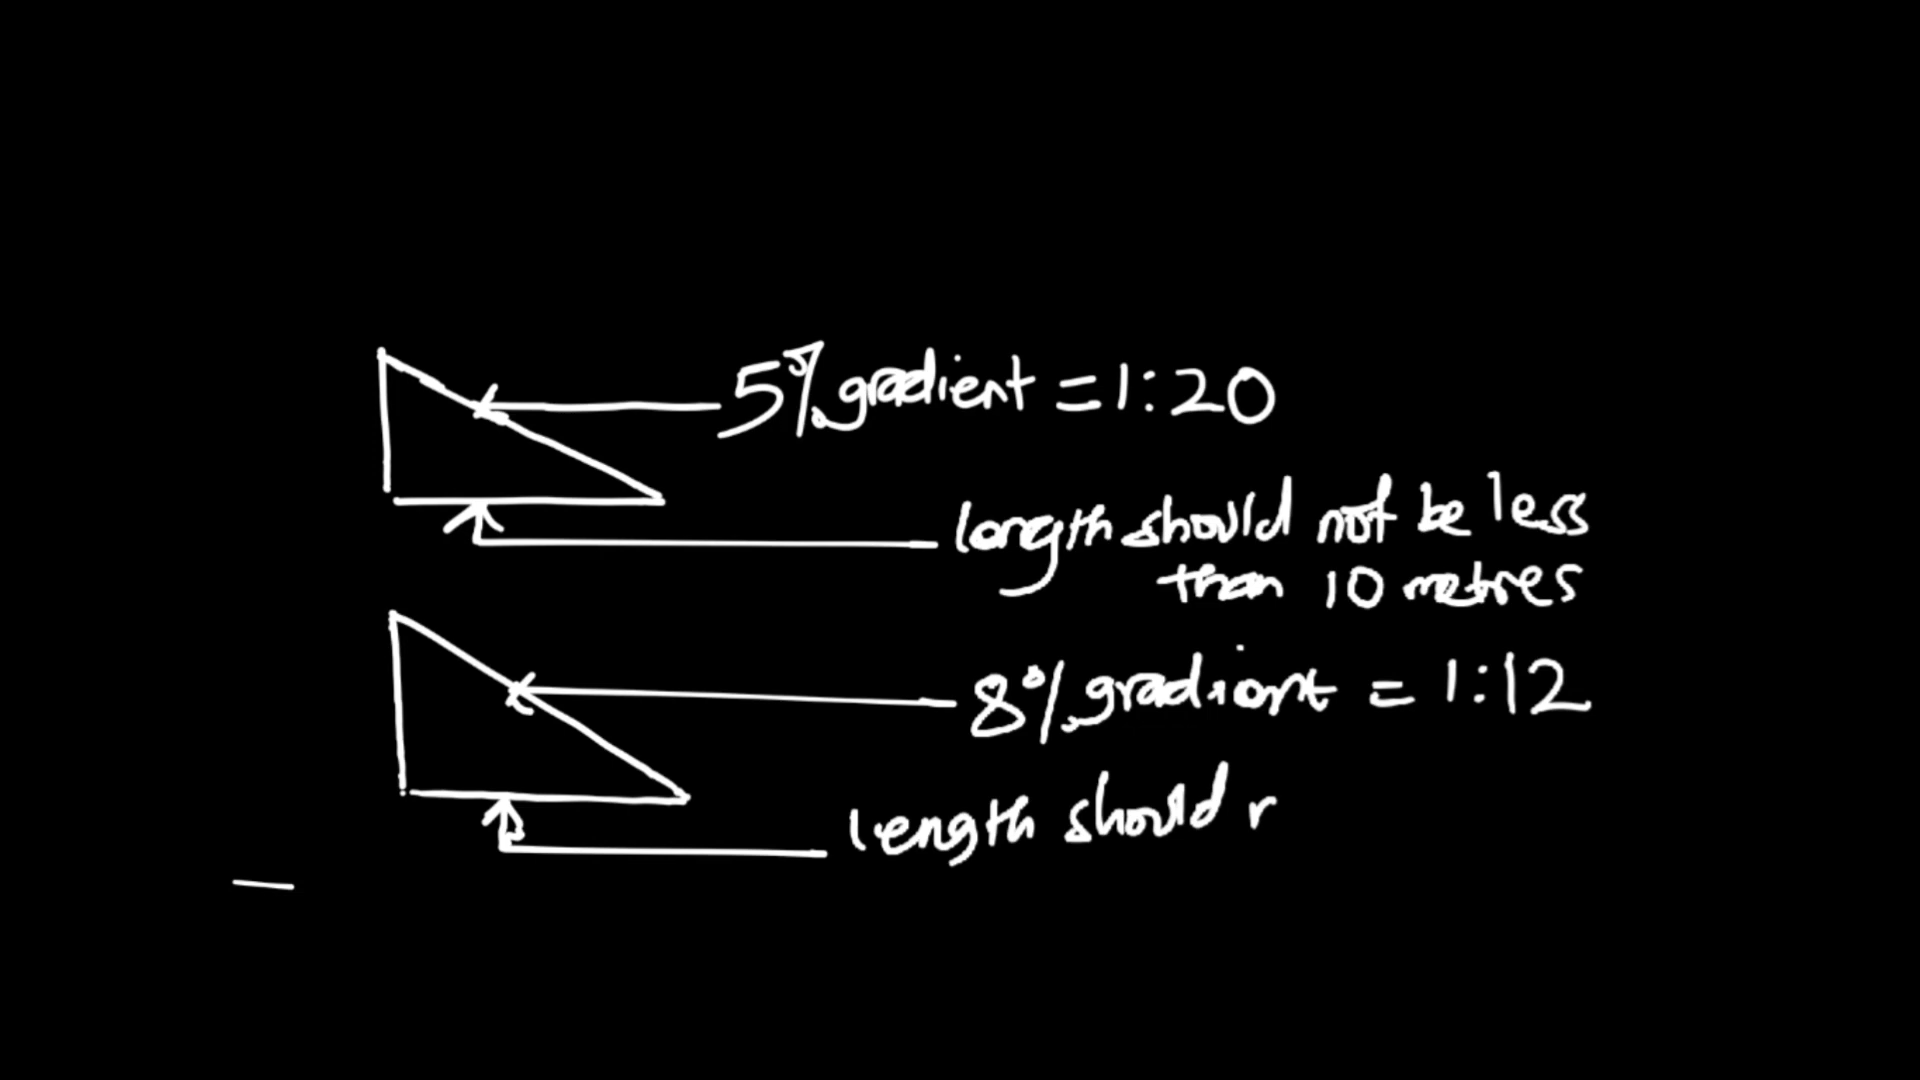 5% gradient = 1:20
length should not be less
than 10 metres
8% gradient = 1:12
length should r